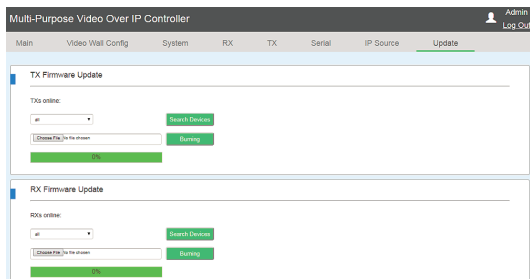 Multi-Purpose Video Over IP Controller
Admin
Log Out
Main Video Wall Config System RX TX Serial IP Source Update
TX Firmware Update
TXs online:
all Search Devices
Choose File No file chosen Burning
0%
RX Firmware Update
RXs online:
all Search Devices
Choose File No file chosen Burning
0%